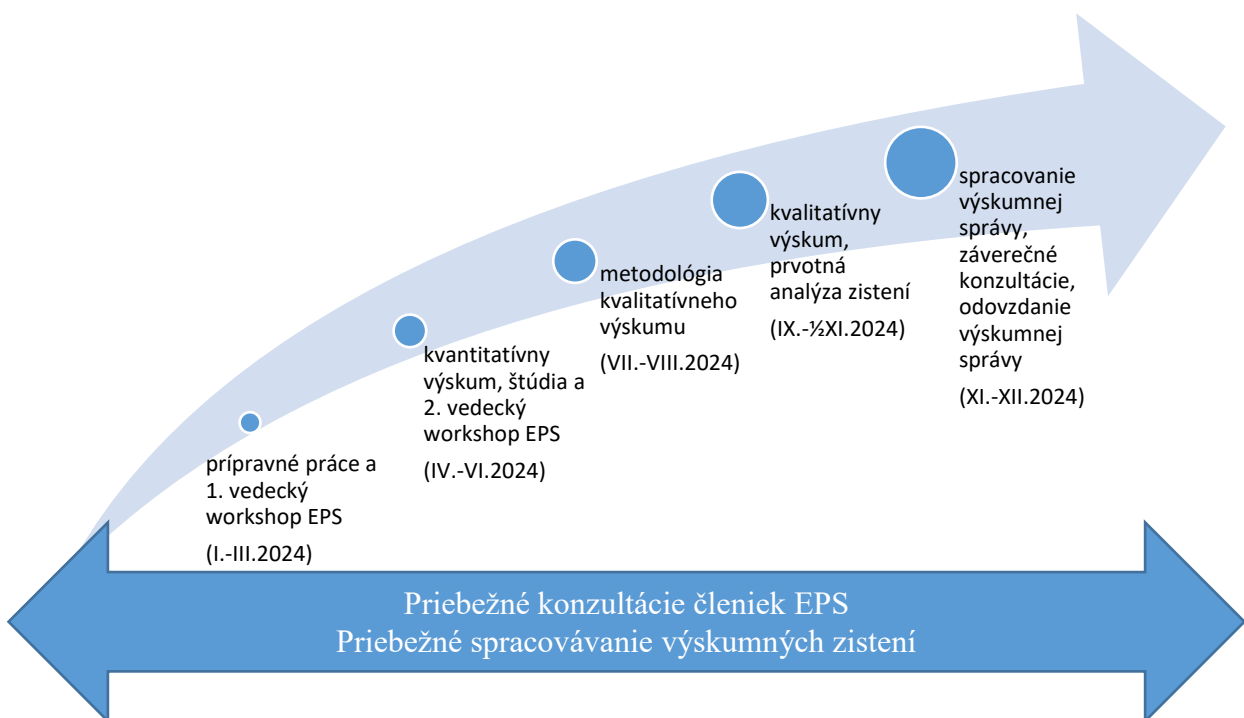 prípravné práce a
1. vedecký
workshop EPS
(I.-III.2024)
kvantitatívny
výskum, štúdia a
2. vedecký
workshop EPS
(IV.-VI.2024)
metodológia
kvalitatívneho
výskumu
(VII.-VIII.2024)
kvalitatívny
výskum,
prvotná
analýza zistení
(IX.-½XI.2024)
spracovanie
výskumnej
správy,
záverečné
konzultácie,
odovzdanie
výskumnej
správy
(XI.-XII.2024)
Priebežné konzultácie členiek EPS
Priebežné spracovávanie výskumných zistení